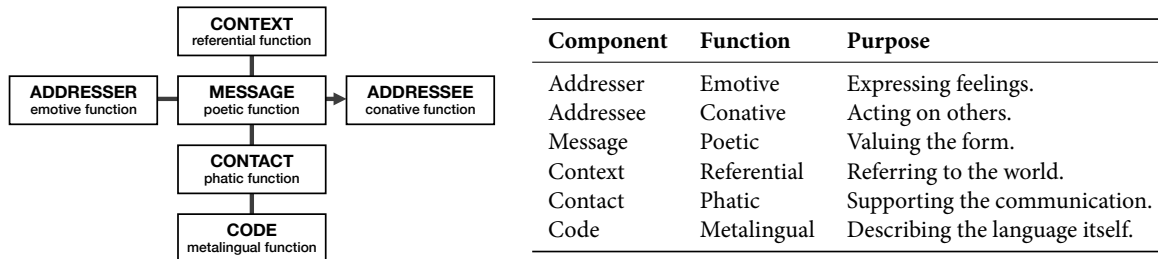 CONTEXT
referential function
ADDRESSER
emotive function
MESSAGE
poetic function
ADDRESSEE
conative function
CONTACT
phatic function
CODE
metalingual function
Component Function Purpose
Addresser Emotive Expressing feelings.
Addressee Conative Acting on others.
Message Poetic Valuing the form.
Context Referential Referring to the world.
Contact Phatic Supporting the communication.
Code Metalingual Describing the language itself.